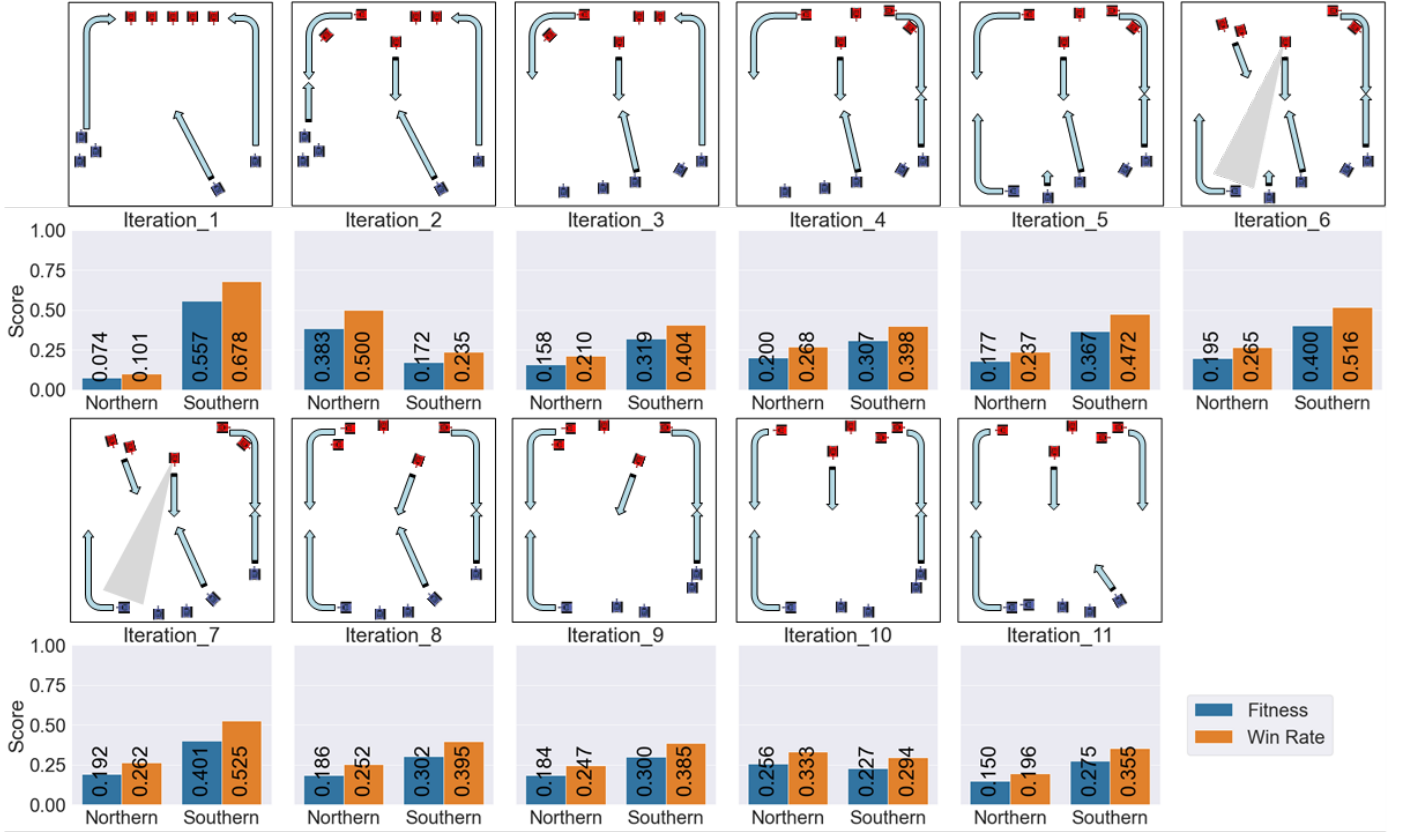 Iteration_1 Iteration_2 Iteration_3 Iteration_4 Iteration_5 Iteration_6
Score
1.00
0.75
0.50
0.25
0.00
0.074 0.101 0.557 0.678
0.383 0.500 0.172 0.235
0.158 0.210 0.319 0.404
0.200 0.268 0.307 0.398
0.177 0.237 0.367 0.472
0.195 0.265 0.400 0.516
Northern Southern Northern Southern Northern Southern Northern Southern Northern Southern Northern Southern
Iteration_7 Iteration_8 Iteration_9 Iteration_10 Iteration_11
Score
1.00
0.75
0.50
0.25
0.00
0.192 0.262 0.401 0.525
0.186 0.252 0.302 0.395
0.184 0.247 0.300 0.385
0.256 0.333 0.227 0.294
0.150 0.196 0.275 0.355
Fitness
Win Rate
Northern Southern Northern Southern Northern Southern Northern Southern Northern Southern